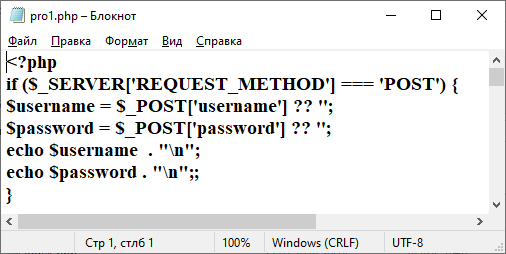 pro1.php – Блокнот
Файл Правка Формат Вид Справка
<?php
if ($_SERVER['REQUEST_METHOD'] === 'POST') {
$username = $_POST['username'] ?? '';
$password = $_POST['password'] ?? '';
echo $username  . "\n";
echo $password . "\n";;
}
Стр 1, стлб 1 100% Windows (CRLF) UTF-8